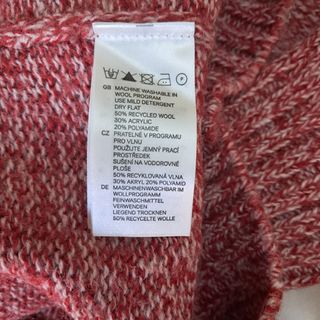 GB MACHINE WASHABLE IN
WOOL PROGRAM
USE MILD DETERGENT
DRY FLAT
50% RECYCLED WOOL
30% ACRYLIC
20% POLYAMIDE
CZ PRATELNÉ V PROGRAMU
PRO VLNU
POUŽIJTE JEMNÝ PRACÍ
PROSTŘEDEK
SUŠENÍ NA VODOROVNÉ
PLOŠE
50% RECYKLOVANÁ VLNA
30% AKRYL 20% POLYAMID
DE MASCHINENWASCHBAR IM
WOLLPROGRAMM
FEINWASCHMITTEL
VERWENDEN
LIEGEND TROCKNEN
50% RECYCELTE WOLLE